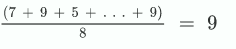 (7 + 9 + 5 + . . . + 9)/8 = 9